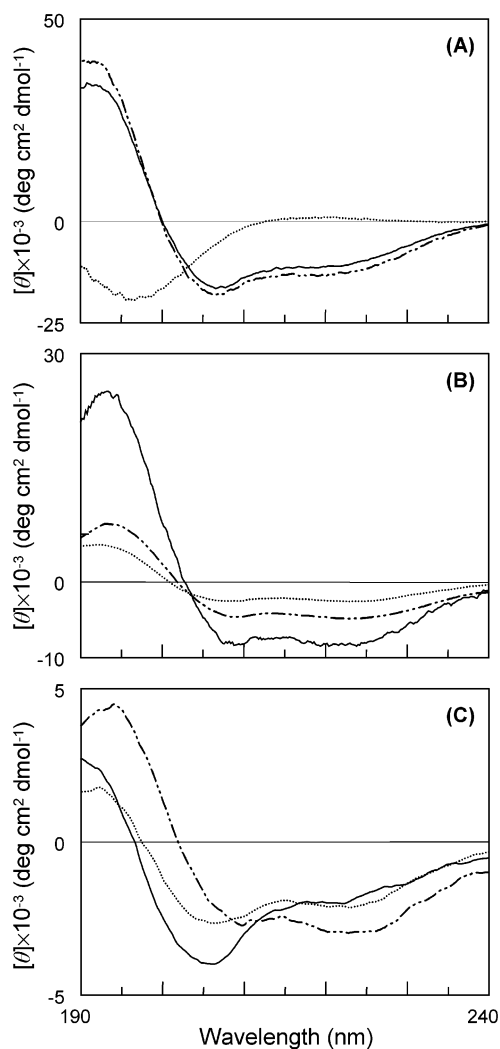 50
(A)
[θ]×10⁻³ (deg cm² dmol⁻¹)
0
-25
30
(B)
[θ]×10⁻³ (deg cm² dmol⁻¹)
0
-10
5
(C)
[θ]×10⁻³ (deg cm² dmol⁻¹)
0
-5
190
240
Wavelength (nm)